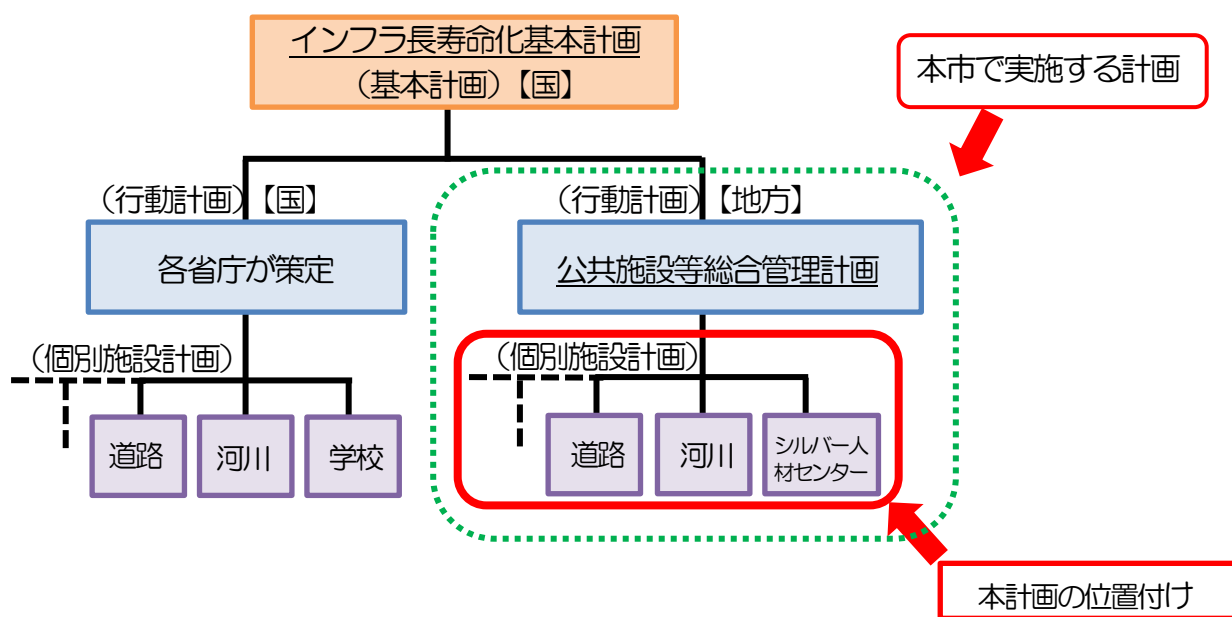 インフラ長寿命化基本計画
（基本計画）【国】
本市で実施する計画
（行動計画）【国】
（行動計画）【地方】
各省庁が策定
公共施設等総合管理計画
（個別施設計画）
（個別施設計画）
道路
河川
学校
道路
河川
シルバー人
材センター
本計画の位置付け